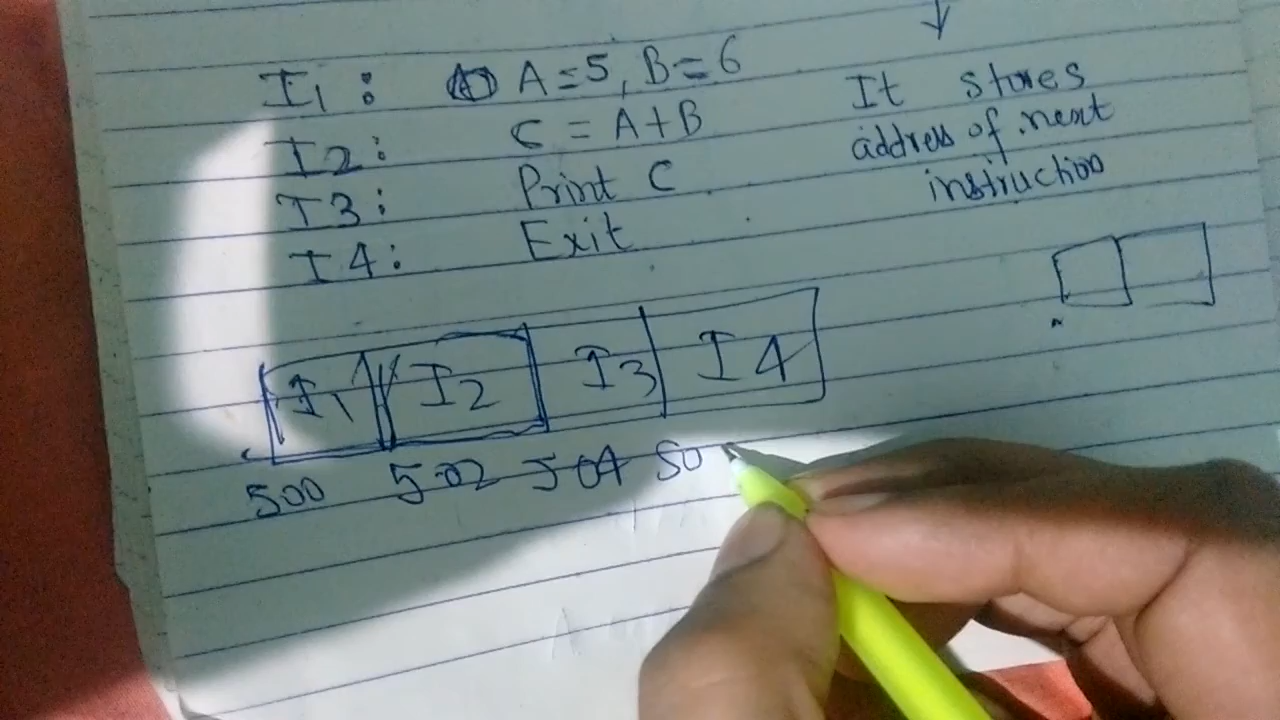 I1: A=5, B=6
I2: C = A+B
I3: Print C
I4: Exit
It stores
address of next
instruction
I1 I2 I3 I4
500 502 504 50